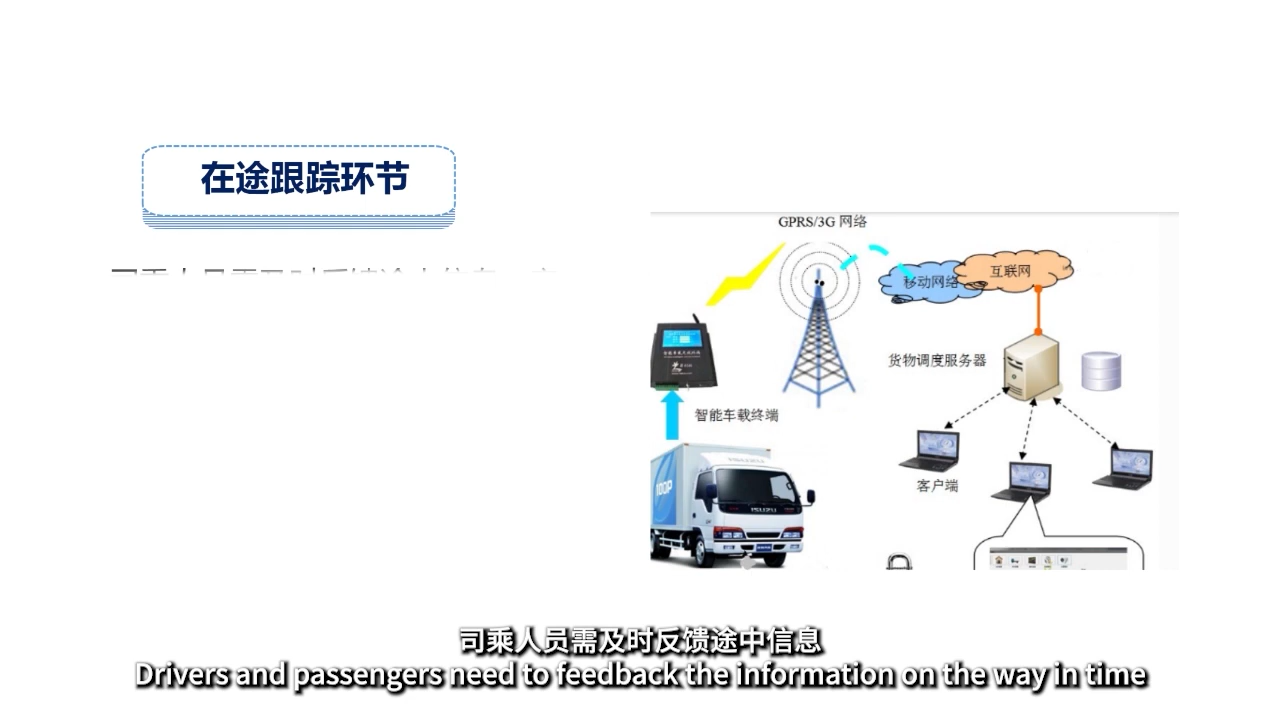 在途跟踪环节
GPRS/3G 网络
移动网络
互联网
货物调度服务器
智能车载终端
客户端
ISUZU
100P
ISUZU
司乘人员需及时反馈途中信息
Drivers and passengers need to feedback the information on the way in time